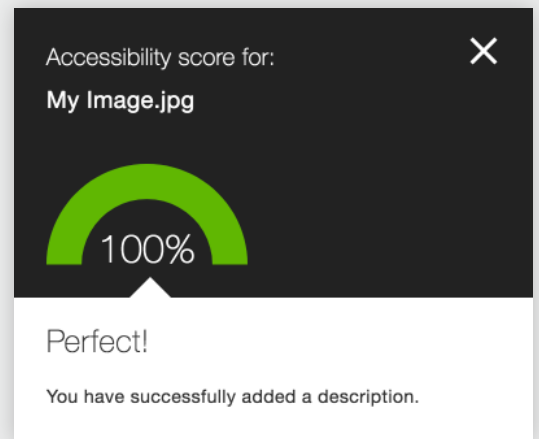 Accessibility score for:
My Image.jpg
100%
Perfect!
You have successfully added a description.